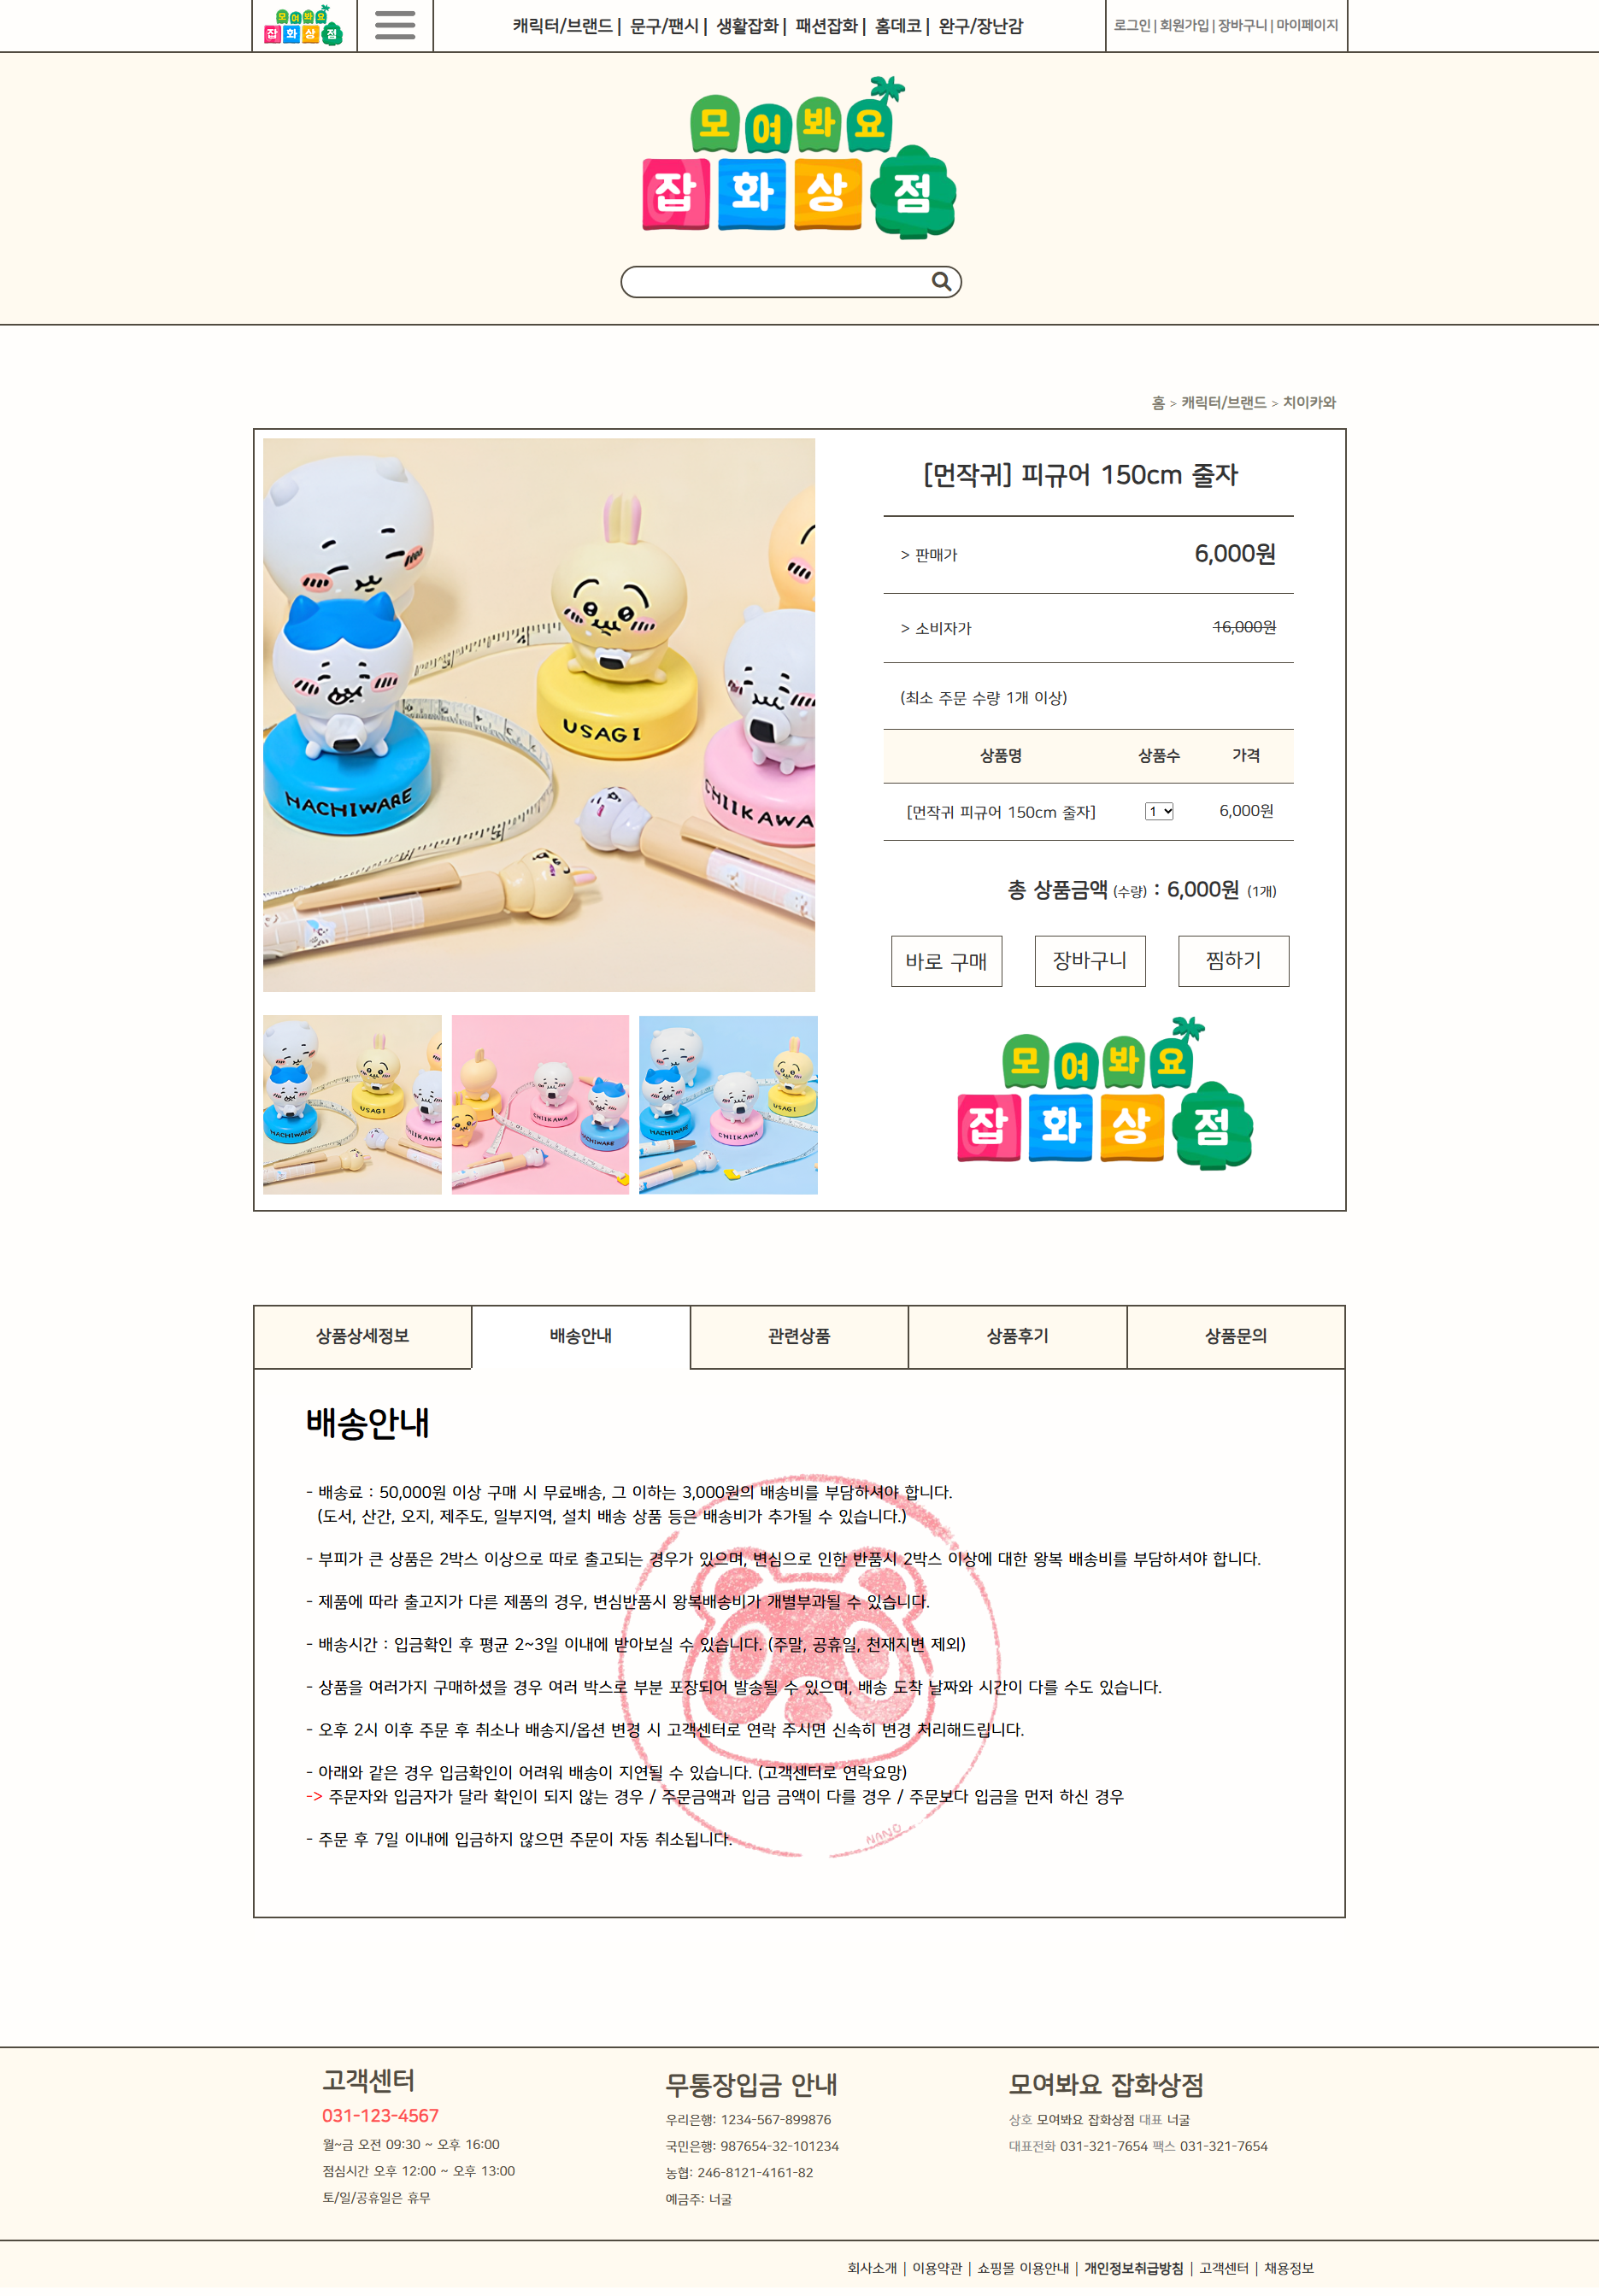 모여봐요
잡화상점
캐릭터/브랜드 | 문구/팬시 | 생활잡화 | 패션잡화 | 홈데코 | 완구/장난감
로그인 | 회원가입 | 장바구니 | 마이페이지
모여봐요
잡화상점
홈 > 캐릭터/브랜드 > 치이카와
[먼작귀] 피규어 150cm 줄자
> 판매가 6,000원
> 소비자가 16,000원
(최소 주문 수량 1개 이상)
상품명 상품수 가격
[먼작귀 피규어 150cm 줄자] 1 6,000원
총 상품금액 (수량) : 6,000원 (1개)
바로 구매 장바구니 찜하기
USAGI
HACHIWARE
CHIIKAWA
USAGI
HACHIWARE
CHIIKAWA
CHIIKAWA
HACHIWARE
USAGI
HACHIWARE
CHIIKAWA
모여봐요
잡화상점
상품상세정보 배송안내 관련상품 상품후기 상품문의
배송안내
- 배송료 : 50,000원 이상 구매 시 무료배송, 그 이하는 3,000원의 배송비를 부담하셔야 합니다.
(도서, 산간, 오지, 제주도, 일부지역, 설치 배송 상품 등은 배송비가 추가될 수 있습니다.)
- 부피가 큰 상품은 2박스 이상으로 따로 출고되는 경우가 있으며, 변심으로 인한 반품시 2박스 이상에 대한 왕복 배송비를 부담하셔야 합니다.
- 제품에 따라 출고지가 다른 제품의 경우, 변심반품시 왕복배송비가 개별부과될 수 있습니다.
- 배송시간 : 입금확인 후 평균 2~3일 이내에 받아보실 수 있습니다. (주말, 공휴일, 천재지변 제외)
- 상품을 여러가지 구매하셨을 경우 여러 박스로 부분 포장되어 발송될 수 있으며, 배송 도착 날짜와 시간이 다를 수도 있습니다.
- 오후 2시 이후 주문 후 취소나 배송지/옵션 변경 시 고객센터로 연락 주시면 신속히 변경 처리해드립니다.
- 아래와 같은 경우 입금확인이 어려워 배송이 지연될 수 있습니다. (고객센터로 연락요망)
-> 주문자와 입금자가 달라 확인이 되지 않는 경우 / 주문금액과 입금 금액이 다를 경우 / 주문보다 입금을 먼저 하신 경우
- 주문 후 7일 이내에 입금하지 않으면 주문이 자동 취소됩니다.
고객센터
031-123-4567
월~금 오전 09:30 ~ 오후 16:00
점심시간 오후 12:00 ~ 오후 13:00
토/일/공휴일은 휴무
무통장입금 안내
우리은행: 1234-567-899876
국민은행: 987654-32-101234
농협: 246-8121-4161-82
예금주: 너굴
모여봐요 잡화상점
상호 모여봐요 잡화상점 대표 너굴
대표전화 031-321-7654 팩스 031-321-7654
회사소개 | 이용약관 | 쇼핑몰 이용안내 | 개인정보취급방침 | 고객센터 | 채용정보